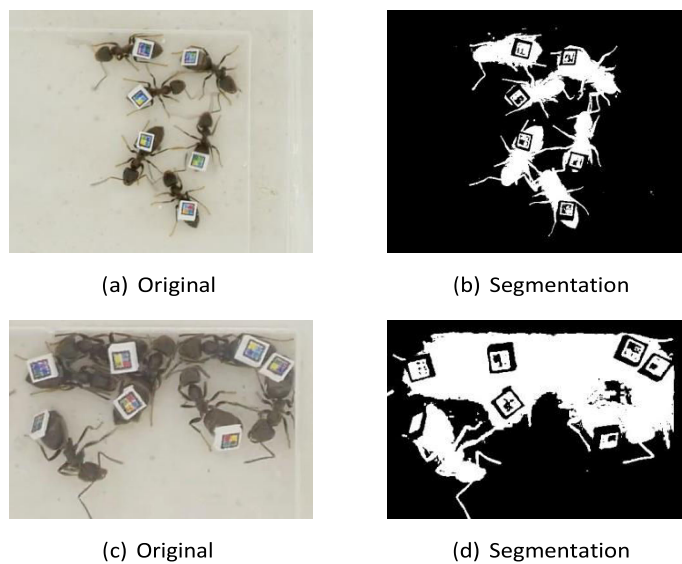 (a) Original
(b) Segmentation
(c) Original
(d) Segmentation